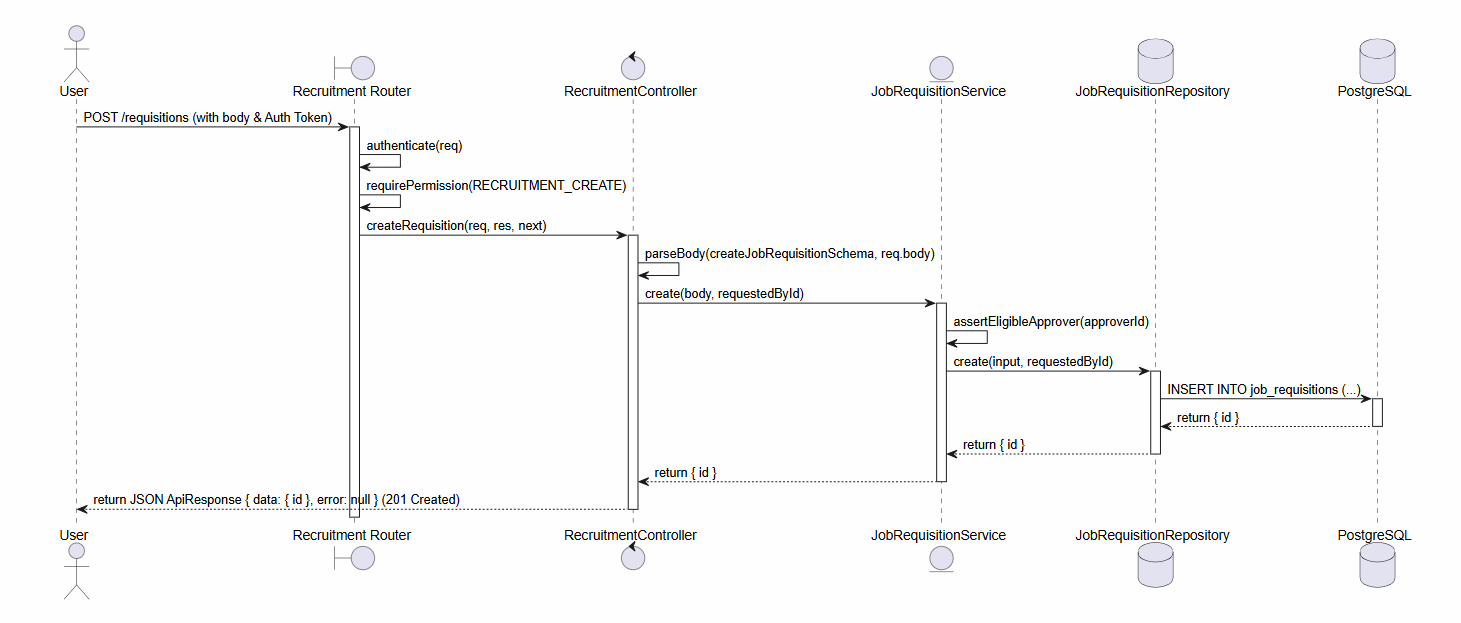 User
Recruitment Router
RecruitmentController
JobRequisitionService
JobRequisitionRepository
PostgreSQL
POST /requisitions (with body & Auth Token)
authenticate(req)
requirePermission(RECRUITMENT_CREATE)
createRequisition(req, res, next)
parseBody(createJobRequisitionSchema, req.body)
create(body, requestedById)
assertEligibleApprover(approverId)
create(input, requestedById)
INSERT INTO job_requisitions (...)
return { id }
return { id }
return { id }
return JSON ApiResponse { data: { id }, error: null } (201 Created)
User
Recruitment Router
RecruitmentController
JobRequisitionService
JobRequisitionRepository
PostgreSQL